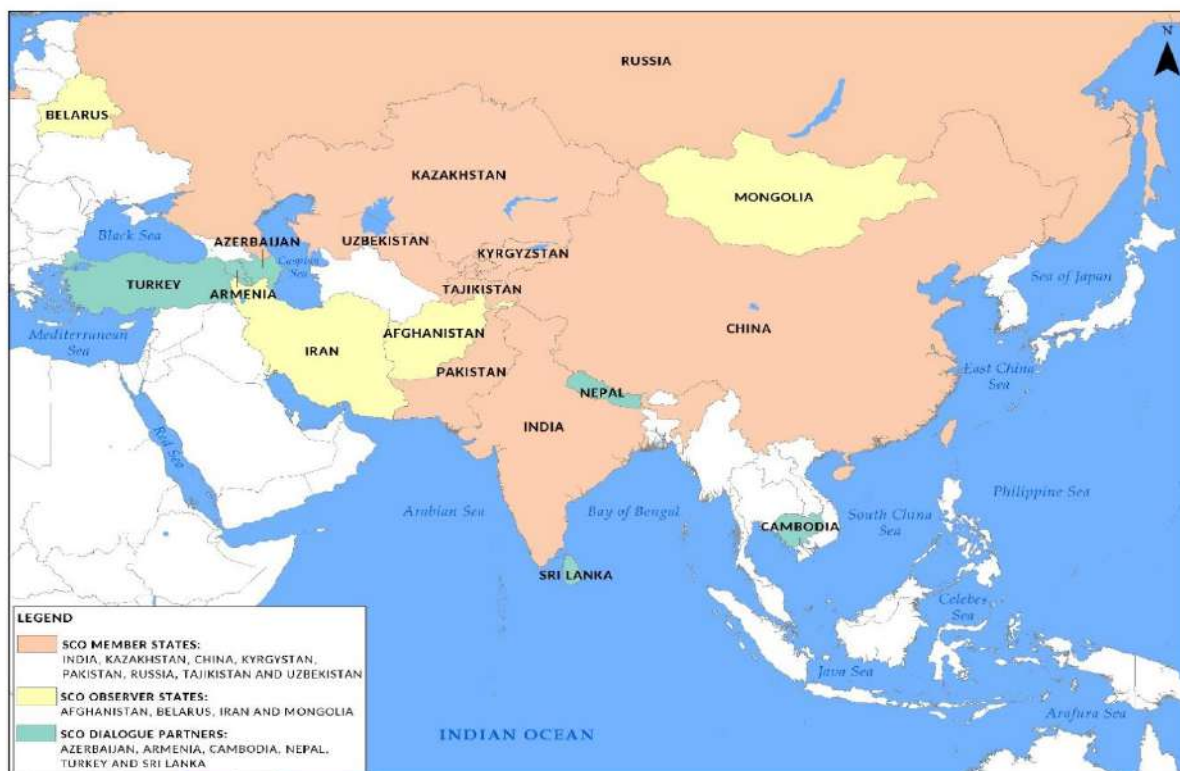 N
RUSSIA
BELARUS
KAZAKHSTAN
MONGOLIA
Black Sea
AZERBAIJAN
UZBEKISTAN
KYRGYZSTAN
Caspian
Sea
Sea of Japan
TURKEY
ARMENIA
TAJIKISTAN
CHINA
Mediterranean
Sea
AFGHANISTAN
IRAN
PAKISTAN
East China
Sea
NEPAL
INDIA
Red Sea
Philippine Sea
Arabian Sea
Bay of Bengal
South China
Sea
CAMBODIA
SRI LANKA
Celebes
Sea
Java Sea
Arafura Sea
INDIAN OCEAN
LEGEND
SCO MEMBER STATES:
INDIA, KAZAKHSTAN, CHINA, KYRGYSTAN,
PAKISTAN, RUSSIA, TAJIKISTAN AND UZBEKISTAN
SCO OBSERVER STATES:
AFGHANISTAN, BELARUS, IRAN AND MONGOLIA
SCO DIALOGUE PARTNERS:
AZERBAIJAN, ARMENIA, CAMBODIA, NEPAL,
TURKEY AND SRI LANKA